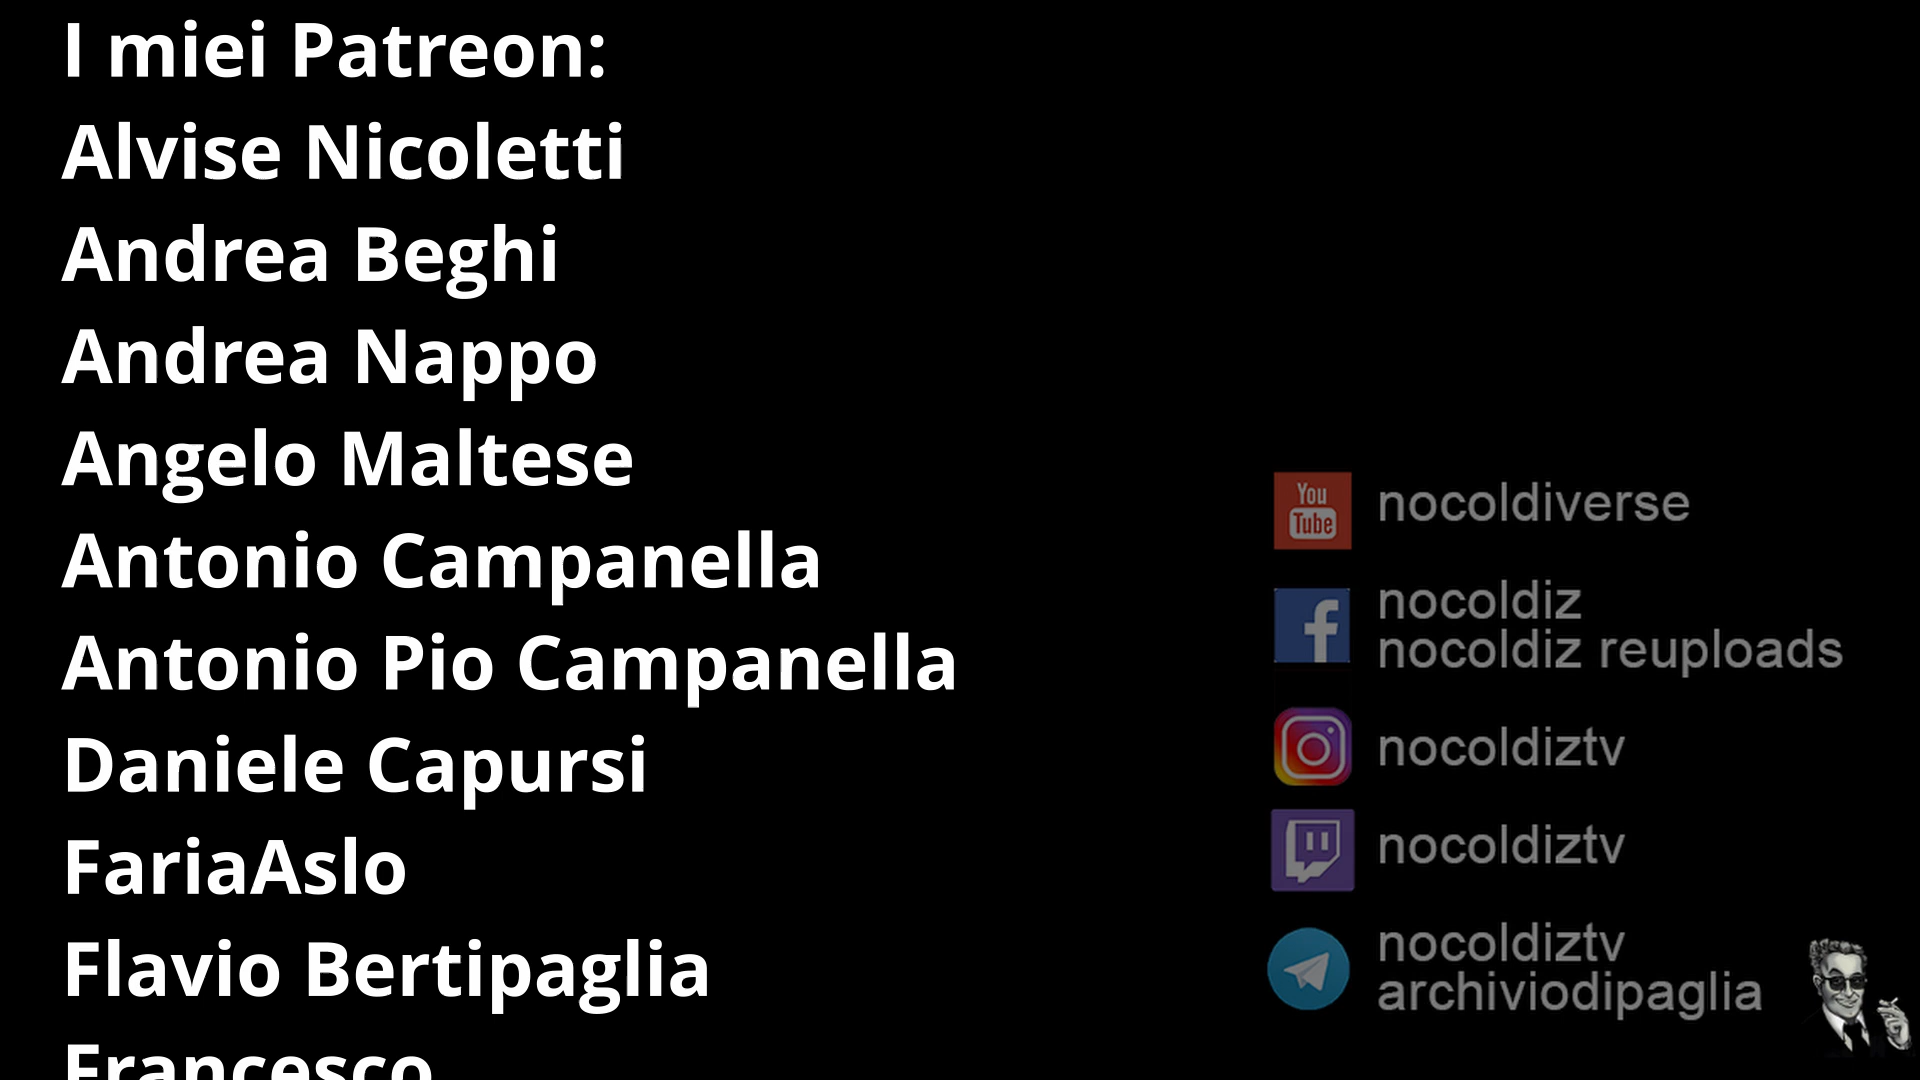 I miei Patreon:
Alvise Nicoletti
Andrea Beghi
Andrea Nappo
Angelo Maltese
Antonio Campanella
Antonio Pio Campanella
Daniele Capursi
FariaAslo
Flavio Bertipaglia
Francesco
You
Tube
nocoldiverse
f
nocoldiz
nocoldiz reuploads
nocoldiztv
nocoldiztv
nocoldiztv
archiviodipaglia